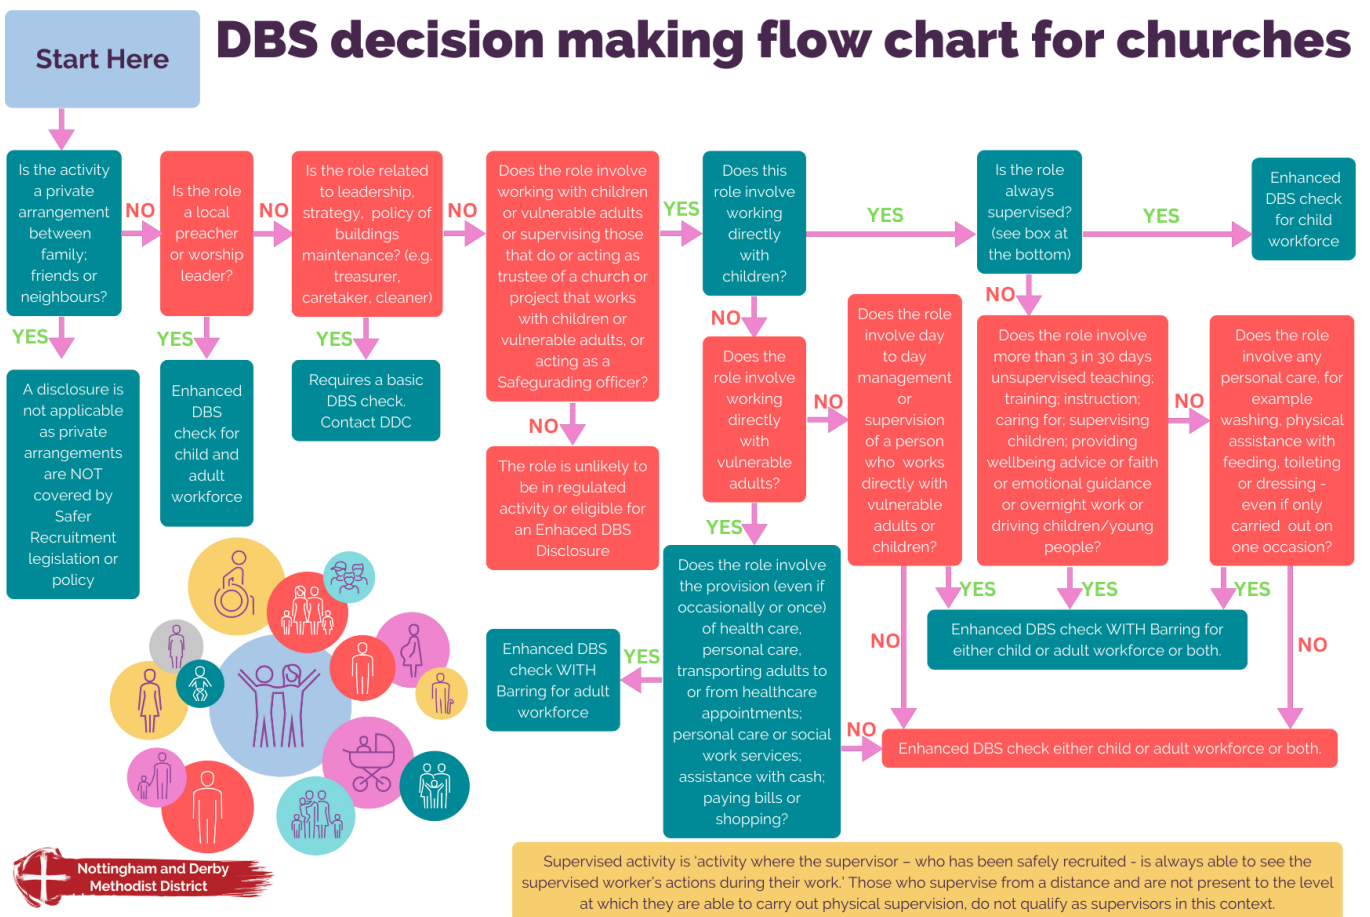 Start Here
DBS decision making flow chart for churches
Is the activity
a private
arrangement
between
family;
friends or
neighbours?
NO
Is the role
a local
preacher
or worship
leader?
NO
Is the role related
to leadership,
strategy, policy of
buildings
maintenance? (e.g.
treasurer,
caretaker, cleaner)
NO
Does the role involve
working with children
or vulnerable adults
or supervising those
that do or acting as
trustee of a church or
project that works
with children or
vulnerable adults, or
acting as a
Safegurading officer?
YES
Does this
role involve
working
directly
with
children?
YES
Is the role
always
supervised?
(see box at
the bottom)
YES
Enhanced
DBS check
for child
workforce
YES
A disclosure is
not applicable
as private
arrangements
are NOT
covered by
Safer
Recruitment
legislation or
policy
YES
Enhanced
DBS
check for
child and
adult
workforce
YES
Requires a basic
DBS check.
Contact DDC
NO
The role is unlikely to
be in regulated
activity or eligible for
an Enhaced DBS
Disclosure
NO
Does the
role involve
working
directly
with
vulnerable
adults?
NO
Does the role
involve day
to day
management
or
supervision
of a person
who works
directly with
vulnerable
adults or
children?
NO
Does the role involve
more than 3 in 30 days
unsupervised teaching;
training; instruction;
caring for; supervising
children; providing
wellbeing advice or faith
or emotional guidance
or overnight work or
driving children/young
people?
NO
Does the role
involve any
personal care, for
example
washing, physical
assistance with
feeding, toileting
or dressing -
even if only
carried out on
one occasion?
YES
Does the role involve
the provision (even if
occasionally or once)
of health care,
personal care,
transporting adults to
or from healthcare
appointments;
personal care or social
work services;
assistance with cash;
paying bills or
shopping?
YES
Enhanced DBS
check WITH
Barring for adult
workforce
YES
YES
YES
Enhanced DBS check WITH Barring for
either child or adult workforce or both.
NO
NO
NO
Enhanced DBS check either child or adult workforce or both.
Nottingham and Derby
Methodist District
Supervised activity is 'activity where the supervisor – who has been safely recruited - is always able to see the
supervised worker's actions during their work.' Those who supervise from a distance and are not present to the level
at which they are able to carry out physical supervision, do not qualify as supervisors in this context.